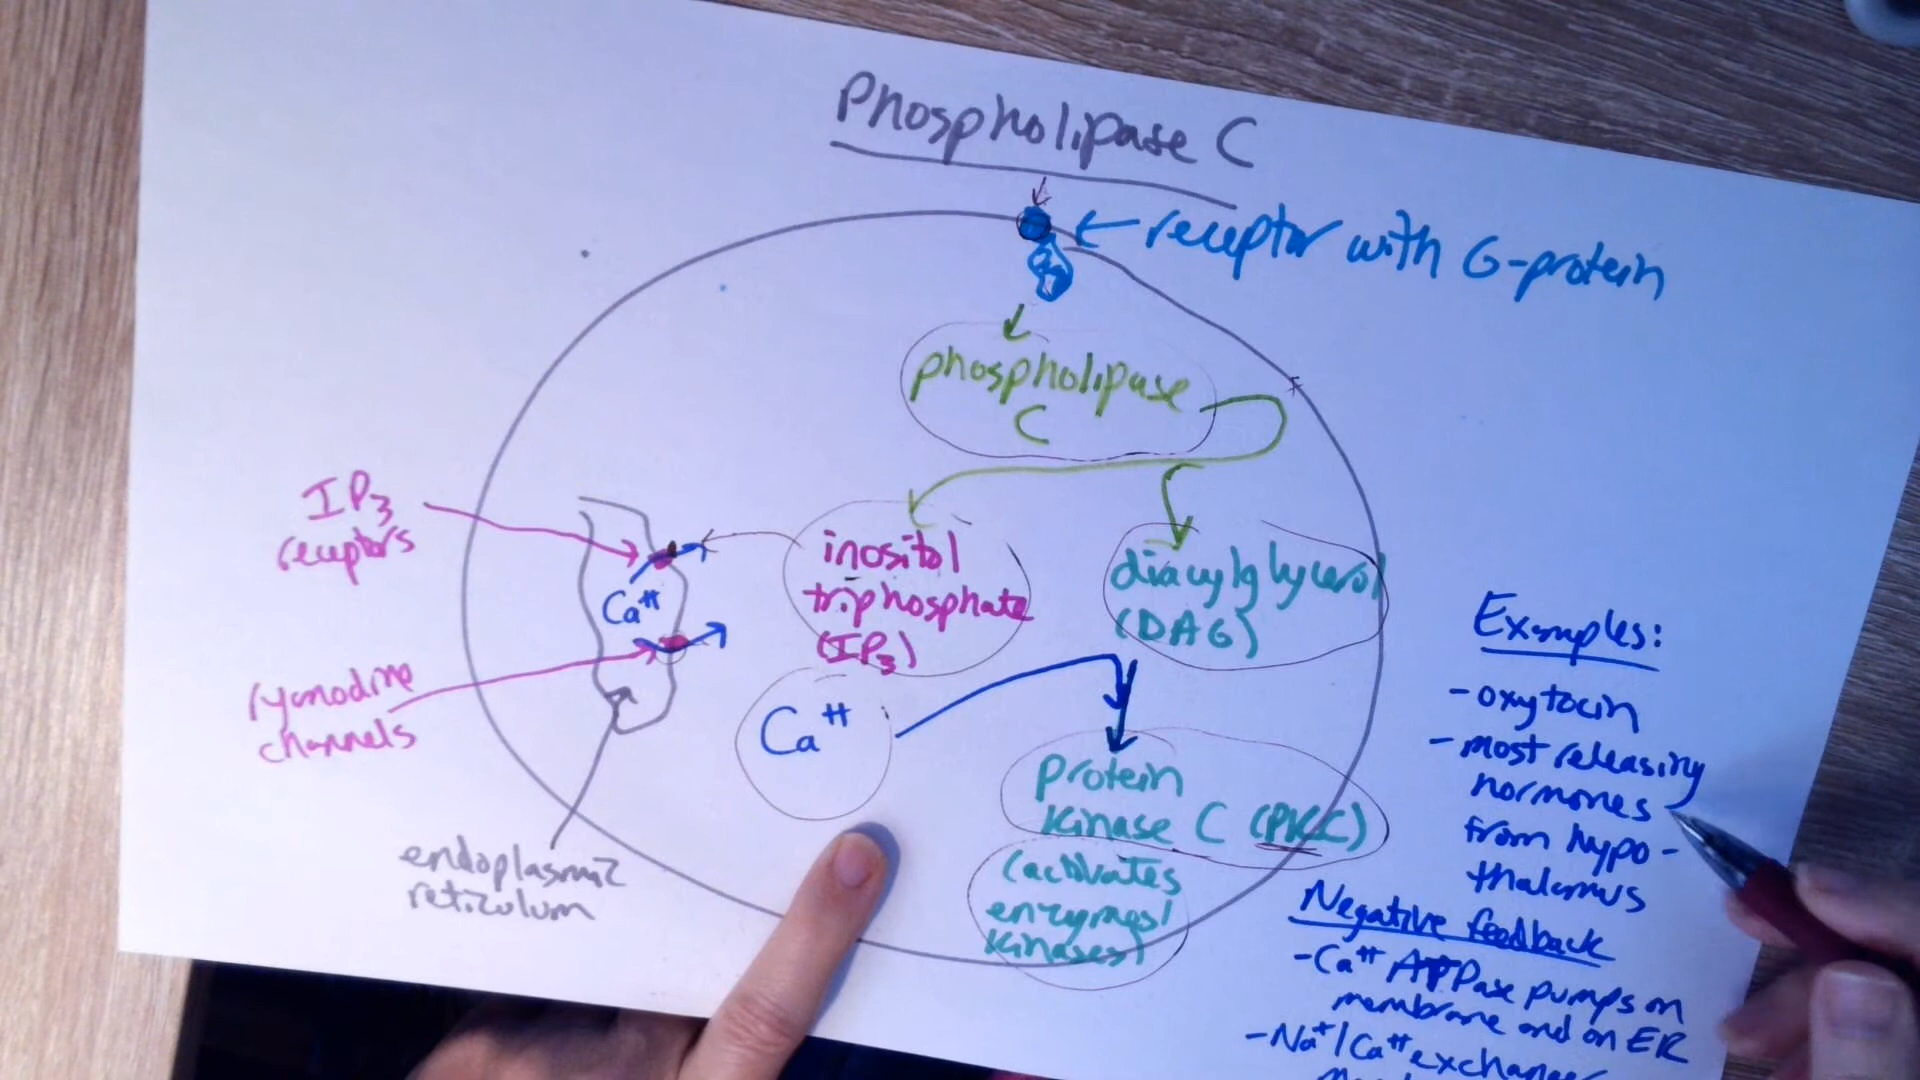 Phospholipase C
receptor with G-protein
phospholipase
C
IP3
receptors
Ca++
inositol
triphosphate
(IP3)
diacylglycerol
(DAG)
ryanodine
channels
Ca++
protein
kinase C (PKC)
(activates
enzymes/
kinases)
endoplasmic
reticulum
Examples:
- oxytocin
- most releasing
hormones
from hypo-
thalamus
Negative feedback
- Ca++ ATPase pumps on
membrane and on ER
- Na+/Ca++ exchanger